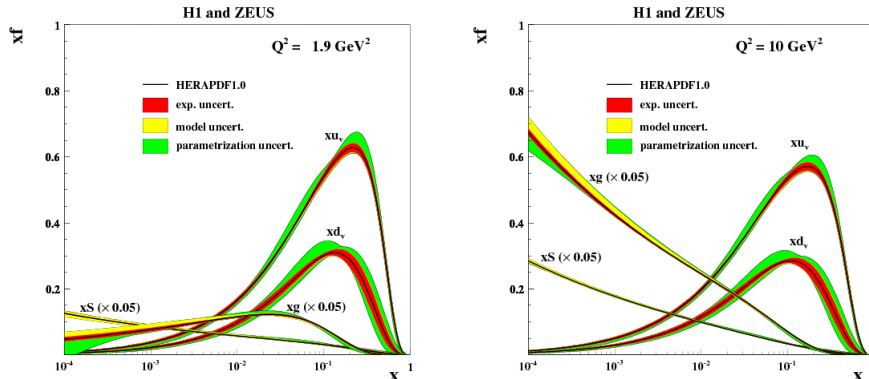 H1 and ZEUS
xf
1
0.8
0.6
0.4
0.2
Q² = 1.9 GeV²
HERAPDF1.0
exp. uncert.
model uncert.
parametrization uncert.
xuᵥ
xdᵥ
xS (× 0.05)
xg (× 0.05)
10⁻⁴
10⁻³
10⁻²
10⁻¹
1
x
H1 and ZEUS
xf
1
0.8
0.6
0.4
0.2
Q² = 10 GeV²
HERAPDF1.0
exp. uncert.
model uncert.
parametrization uncert.
xuᵥ
xg (× 0.05)
xdᵥ
xS (× 0.05)
10⁻⁴
10⁻³
10⁻²
10⁻¹
x